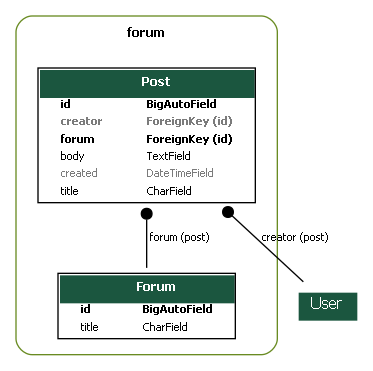 forum
Post
id BigAutoField
creator ForeignKey (id)
forum ForeignKey (id)
body TextField
created DateTimeField
title CharField
forum (post)
creator (post)
Forum
id BigAutoField
title CharField
User